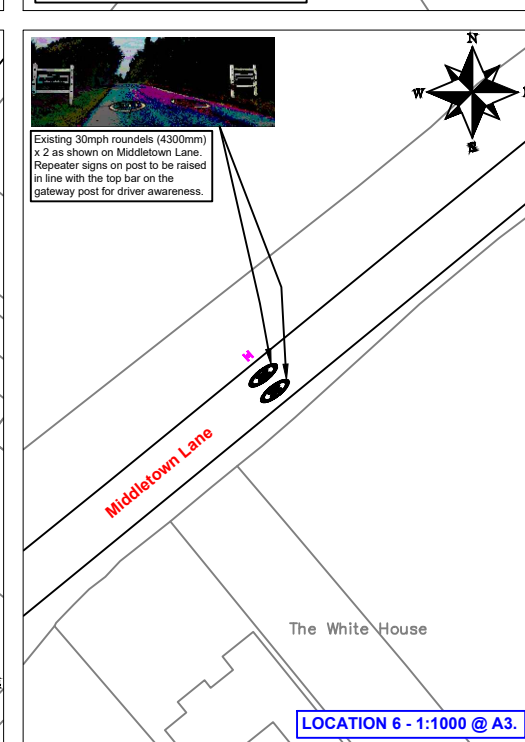 N
W
S
Existing 30mph roundels (4300mm)
x 2 as shown on Middletown Lane.
Repeater signs on post to be raised
in line with the top bar on the
gateway post for driver awareness.
Middletown Lane
The White House
LOCATION 6 - 1:1000 @ A3.